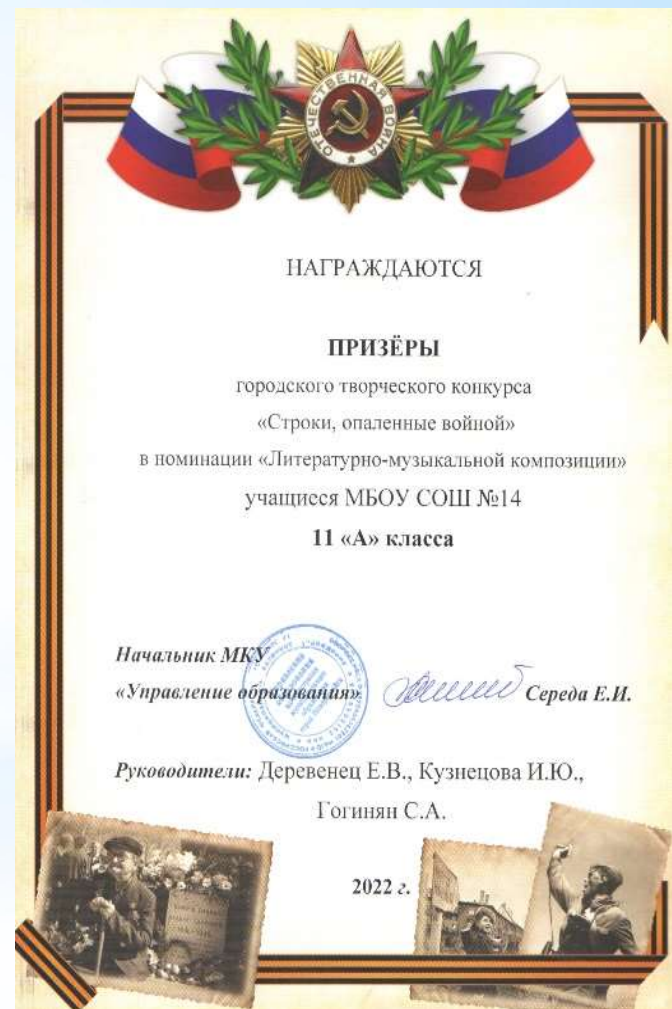 ОТЕЧЕСТВЕННАЯ ВОЙНА
НАГРАЖДАЮТСЯ
ПРИЗЁРЫ
городского творческого конкурса
«Строки, опаленные войной»
в номинации «Литературно-музыкальной композиции»
учащиеся МБОУ СОШ №14
11 «А» класса
Начальник МКУ
«Управление образования» Середа Е.И.
Руководители: Деревенец Е.В., Кузнецова И.Ю.,
Гогинян С.А.
2022 г.